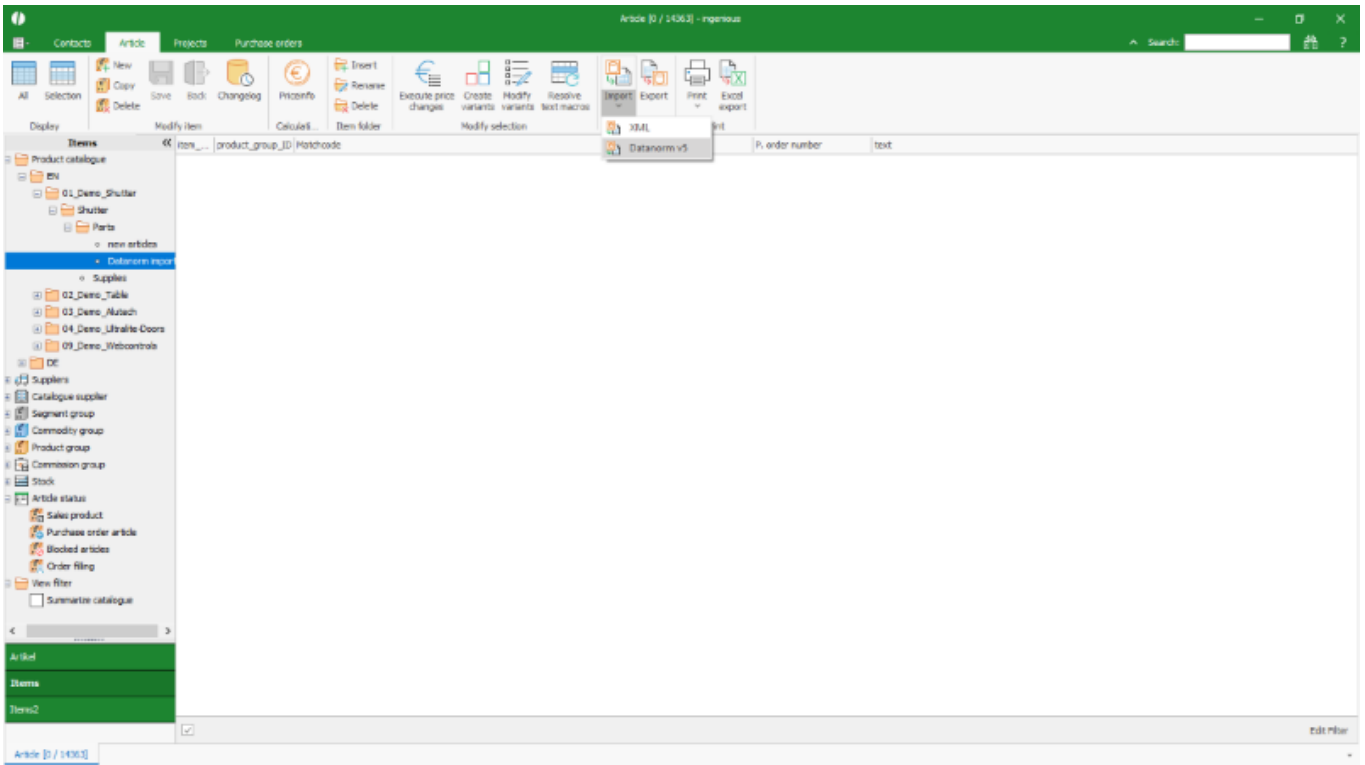 Article [0 / 14363] - ingenious
Contacts Article Projects Purchase orders Search: ?
New Insert
Copy Rename
Delete Delete
All Selection Save Back Changelog Priceinfo Execute price changes Create variants Modify variants Resolve text macros Import Export Print Excel export
Display Modify item Calculati... Item folder Modify selection
XML
Datanorm v5
Items item_... product_group_ID Matchcode P. order number text
Product catalogue
EN
01_Demo_Shutter
Shutter
Parts
new articles
Datanorm import
Supplies
02_Demo_Table
03_Demo_Alutech
04_Demo_Ultralite-Doors
09_Demo_Webcontrols
DE
Suppliers
Catalogue supplier
Segment group
Commodity group
Product group
Commission group
Stock
Article status
Sales product
Purchase order article
Blocked articles
Order filing
View filter
Summarize catalogue
Artikel
Items
Items2
Edit Filter
Article [0 / 14363]